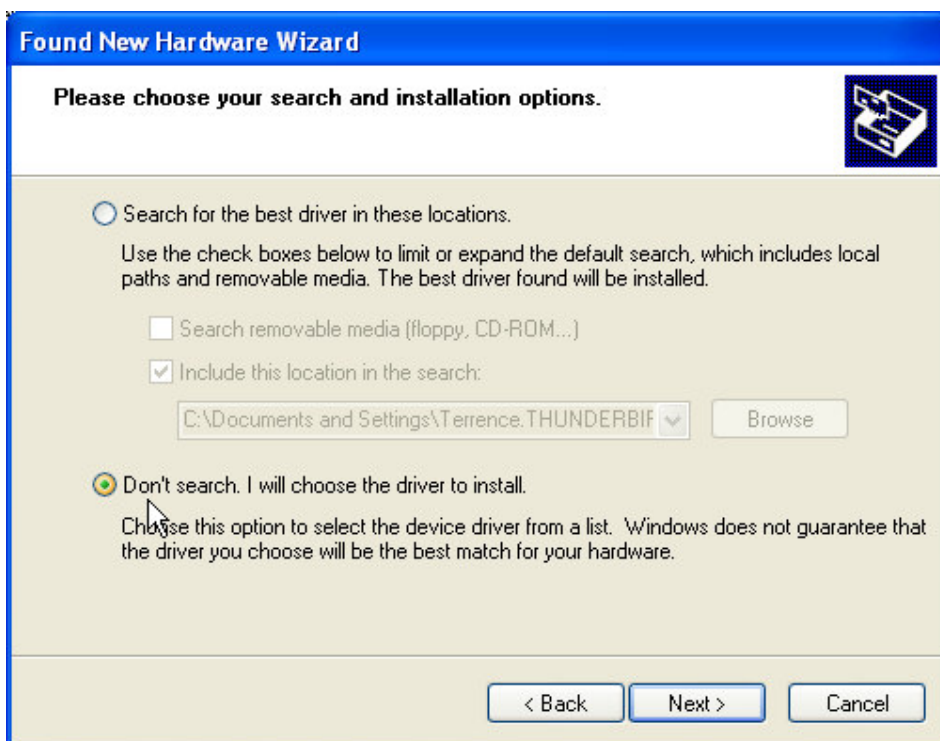 Found New Hardware Wizard
Please choose your search and installation options.
Search for the best driver in these locations.
Use the check boxes below to limit or expand the default search, which includes local
paths and removable media. The best driver found will be installed.
Search removable media (floppy, CD-ROM...)
Include this location in the search:
C:\Documents and Settings\Terrence.THUNDERBIF
Browse
Don't search. I will choose the driver to install.
Choose this option to select the device driver from a list. Windows does not guarantee that
the driver you choose will be the best match for your hardware.
< Back
Next >
Cancel